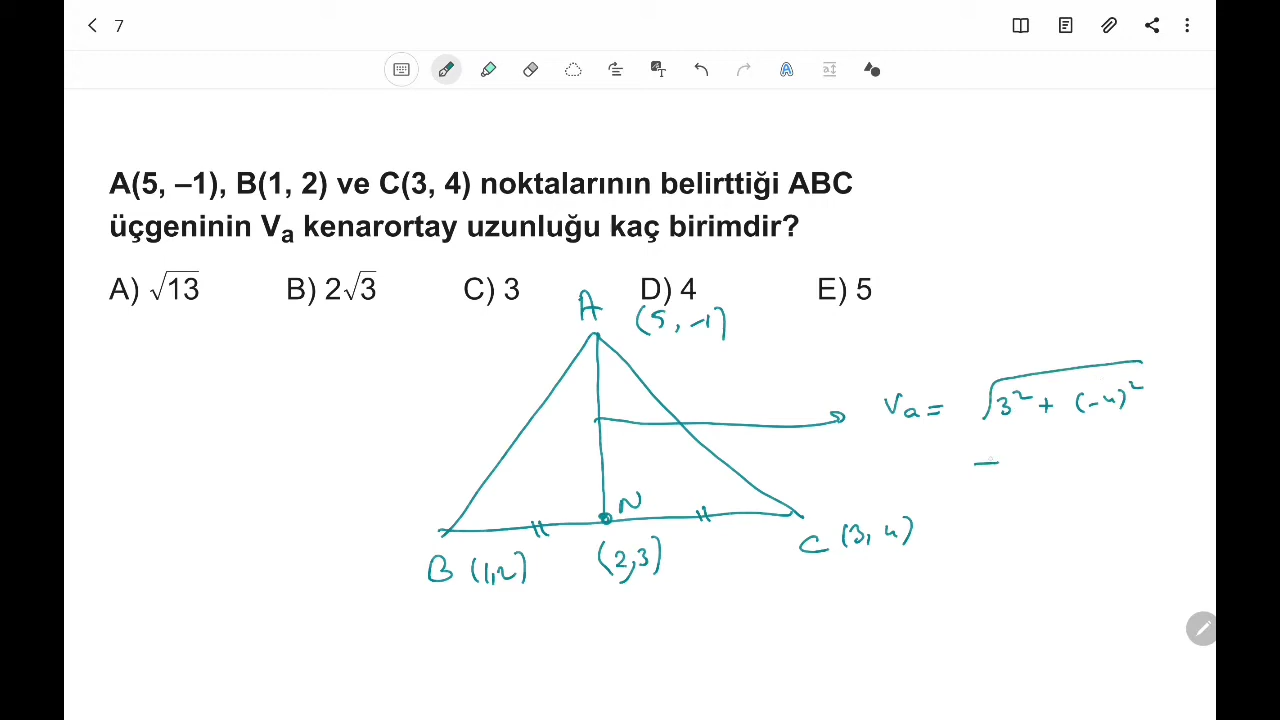 7
A(5, –1), B(1, 2) ve C(3, 4) noktalarının belirttiği ABC
üçgeninin Va kenarortay uzunluğu kaç birimdir?
A) √13 B) 2√3 C) 3 D) 4 E) 5
A (5, -1)
Va = √3² + (-4)²
=
N
B (1,2) (2,3) C (3, 4)